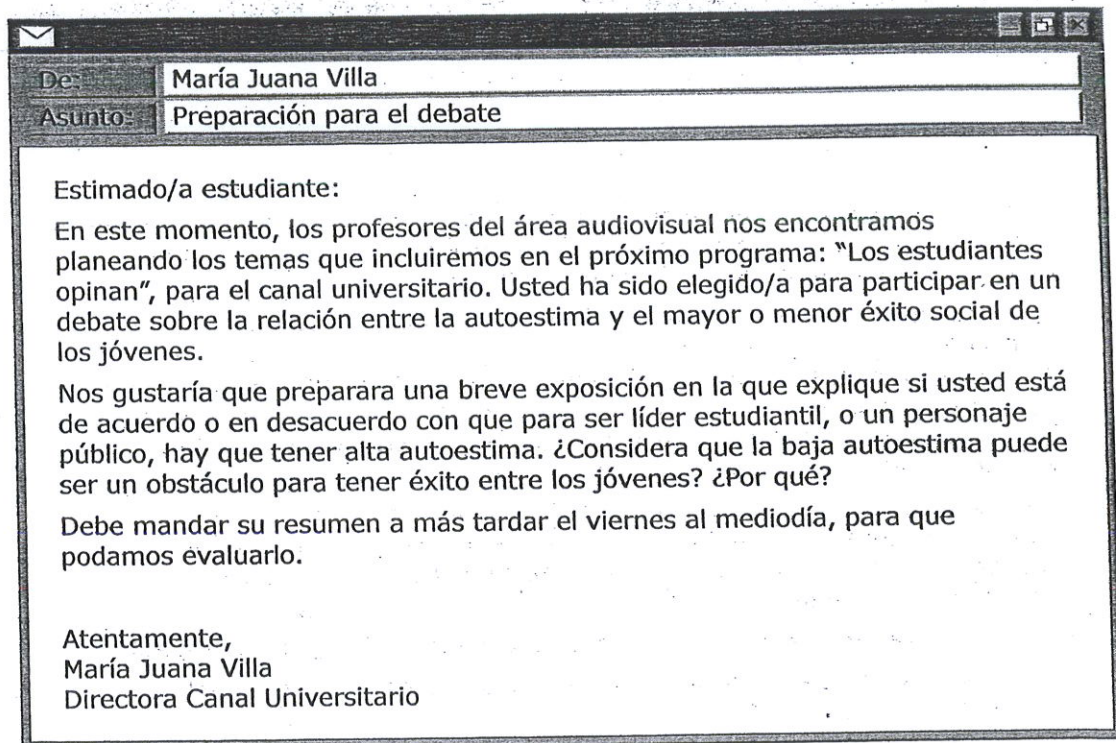 De: María Juana Villa
Asunto: Preparación para el debate
Estimado/a estudiante:
En este momento, los profesores del área audiovisual nos encontramos
planeando los temas que incluiremos en el próximo programa: “Los estudiantes
opinan”, para el canal universitario. Usted ha sido elegido/a para participar en un
debate sobre la relación entre la autoestima y el mayor o menor éxito social de
los jóvenes.
Nos gustaría que preparara una breve exposición en la que explique si usted está
de acuerdo o en desacuerdo con que para ser líder estudiantil, o un personaje
público, hay que tener alta autoestima. ¿Considera que la baja autoestima puede
ser un obstáculo para tener éxito entre los jóvenes? ¿Por qué?
Debe mandar su resumen a más tardar el viernes al mediodía, para que
podamos evaluarlo.
Atentamente,
María Juana Villa
Directora Canal Universitario